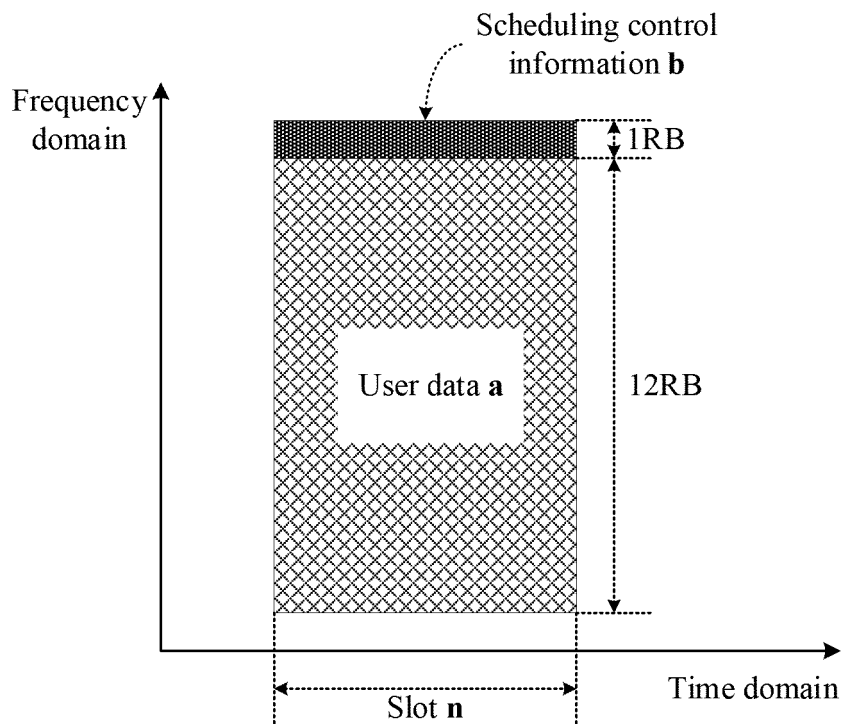 Scheduling control
information b
Frequency
domain
1RB
User data a
12RB
Time domain
Slot n